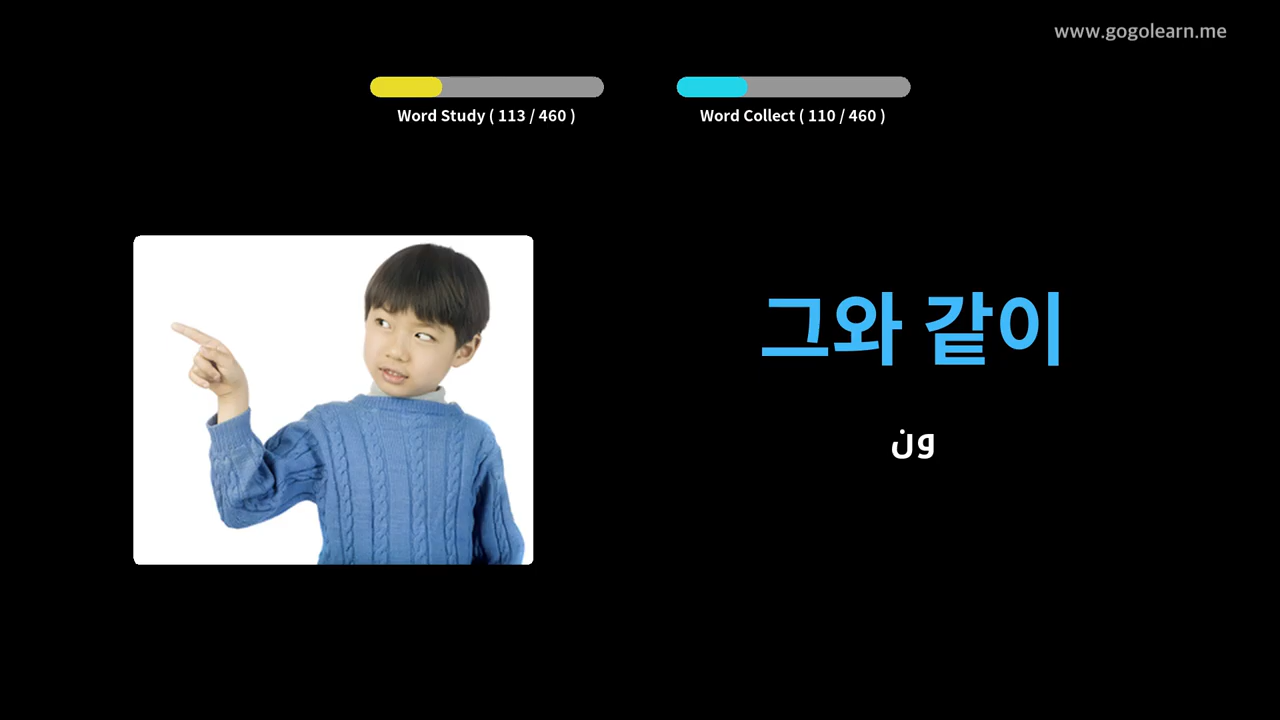 www.gogolearn.me
Word Study ( 113 / 460 )
Word Collect ( 110 / 460 )
그와 같이
ون